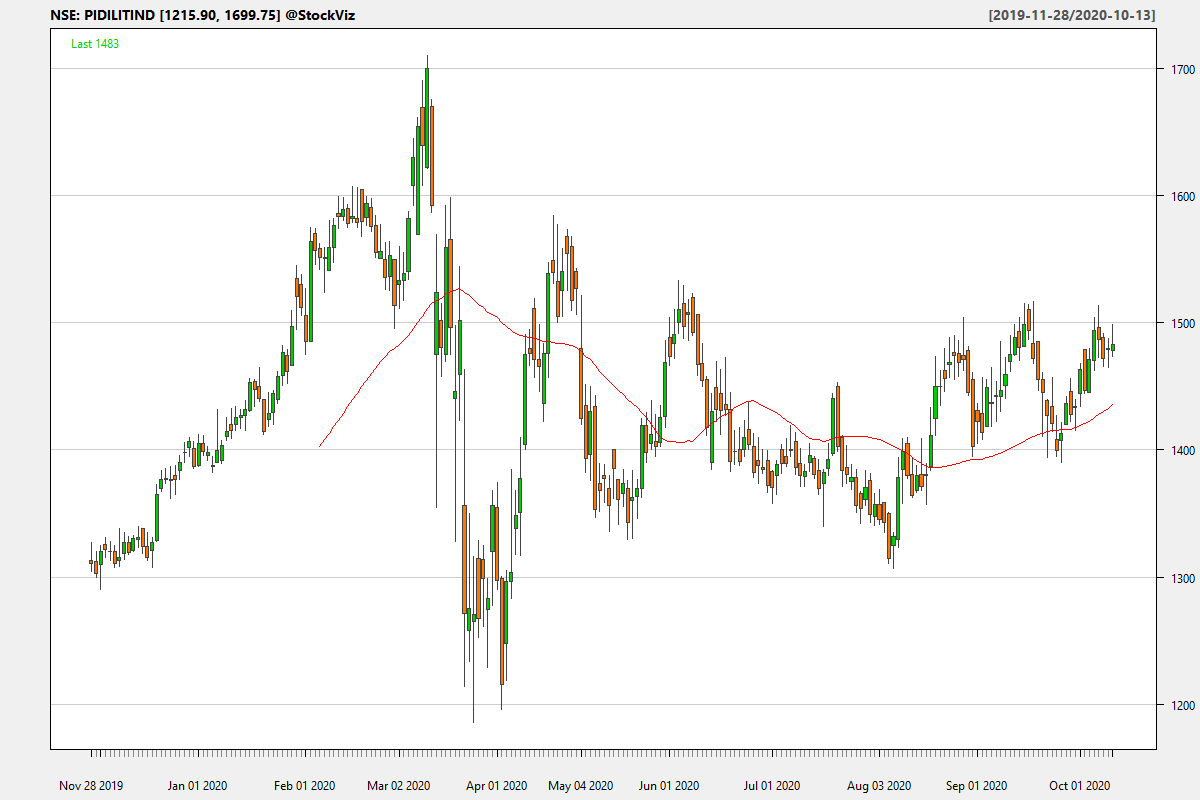 NSE: PIDILITIND [1215.90, 1699.75] @StockViz [2019-11-28/2020-10-13]
Last 1483
1700
1600
1500
1400
1300
1200
Nov 28 2019 Jan 01 2020 Feb 01 2020 Mar 02 2020 Apr 01 2020 May 04 2020 Jun 01 2020 Jul 01 2020 Aug 03 2020 Sep 01 2020 Oct 01 2020